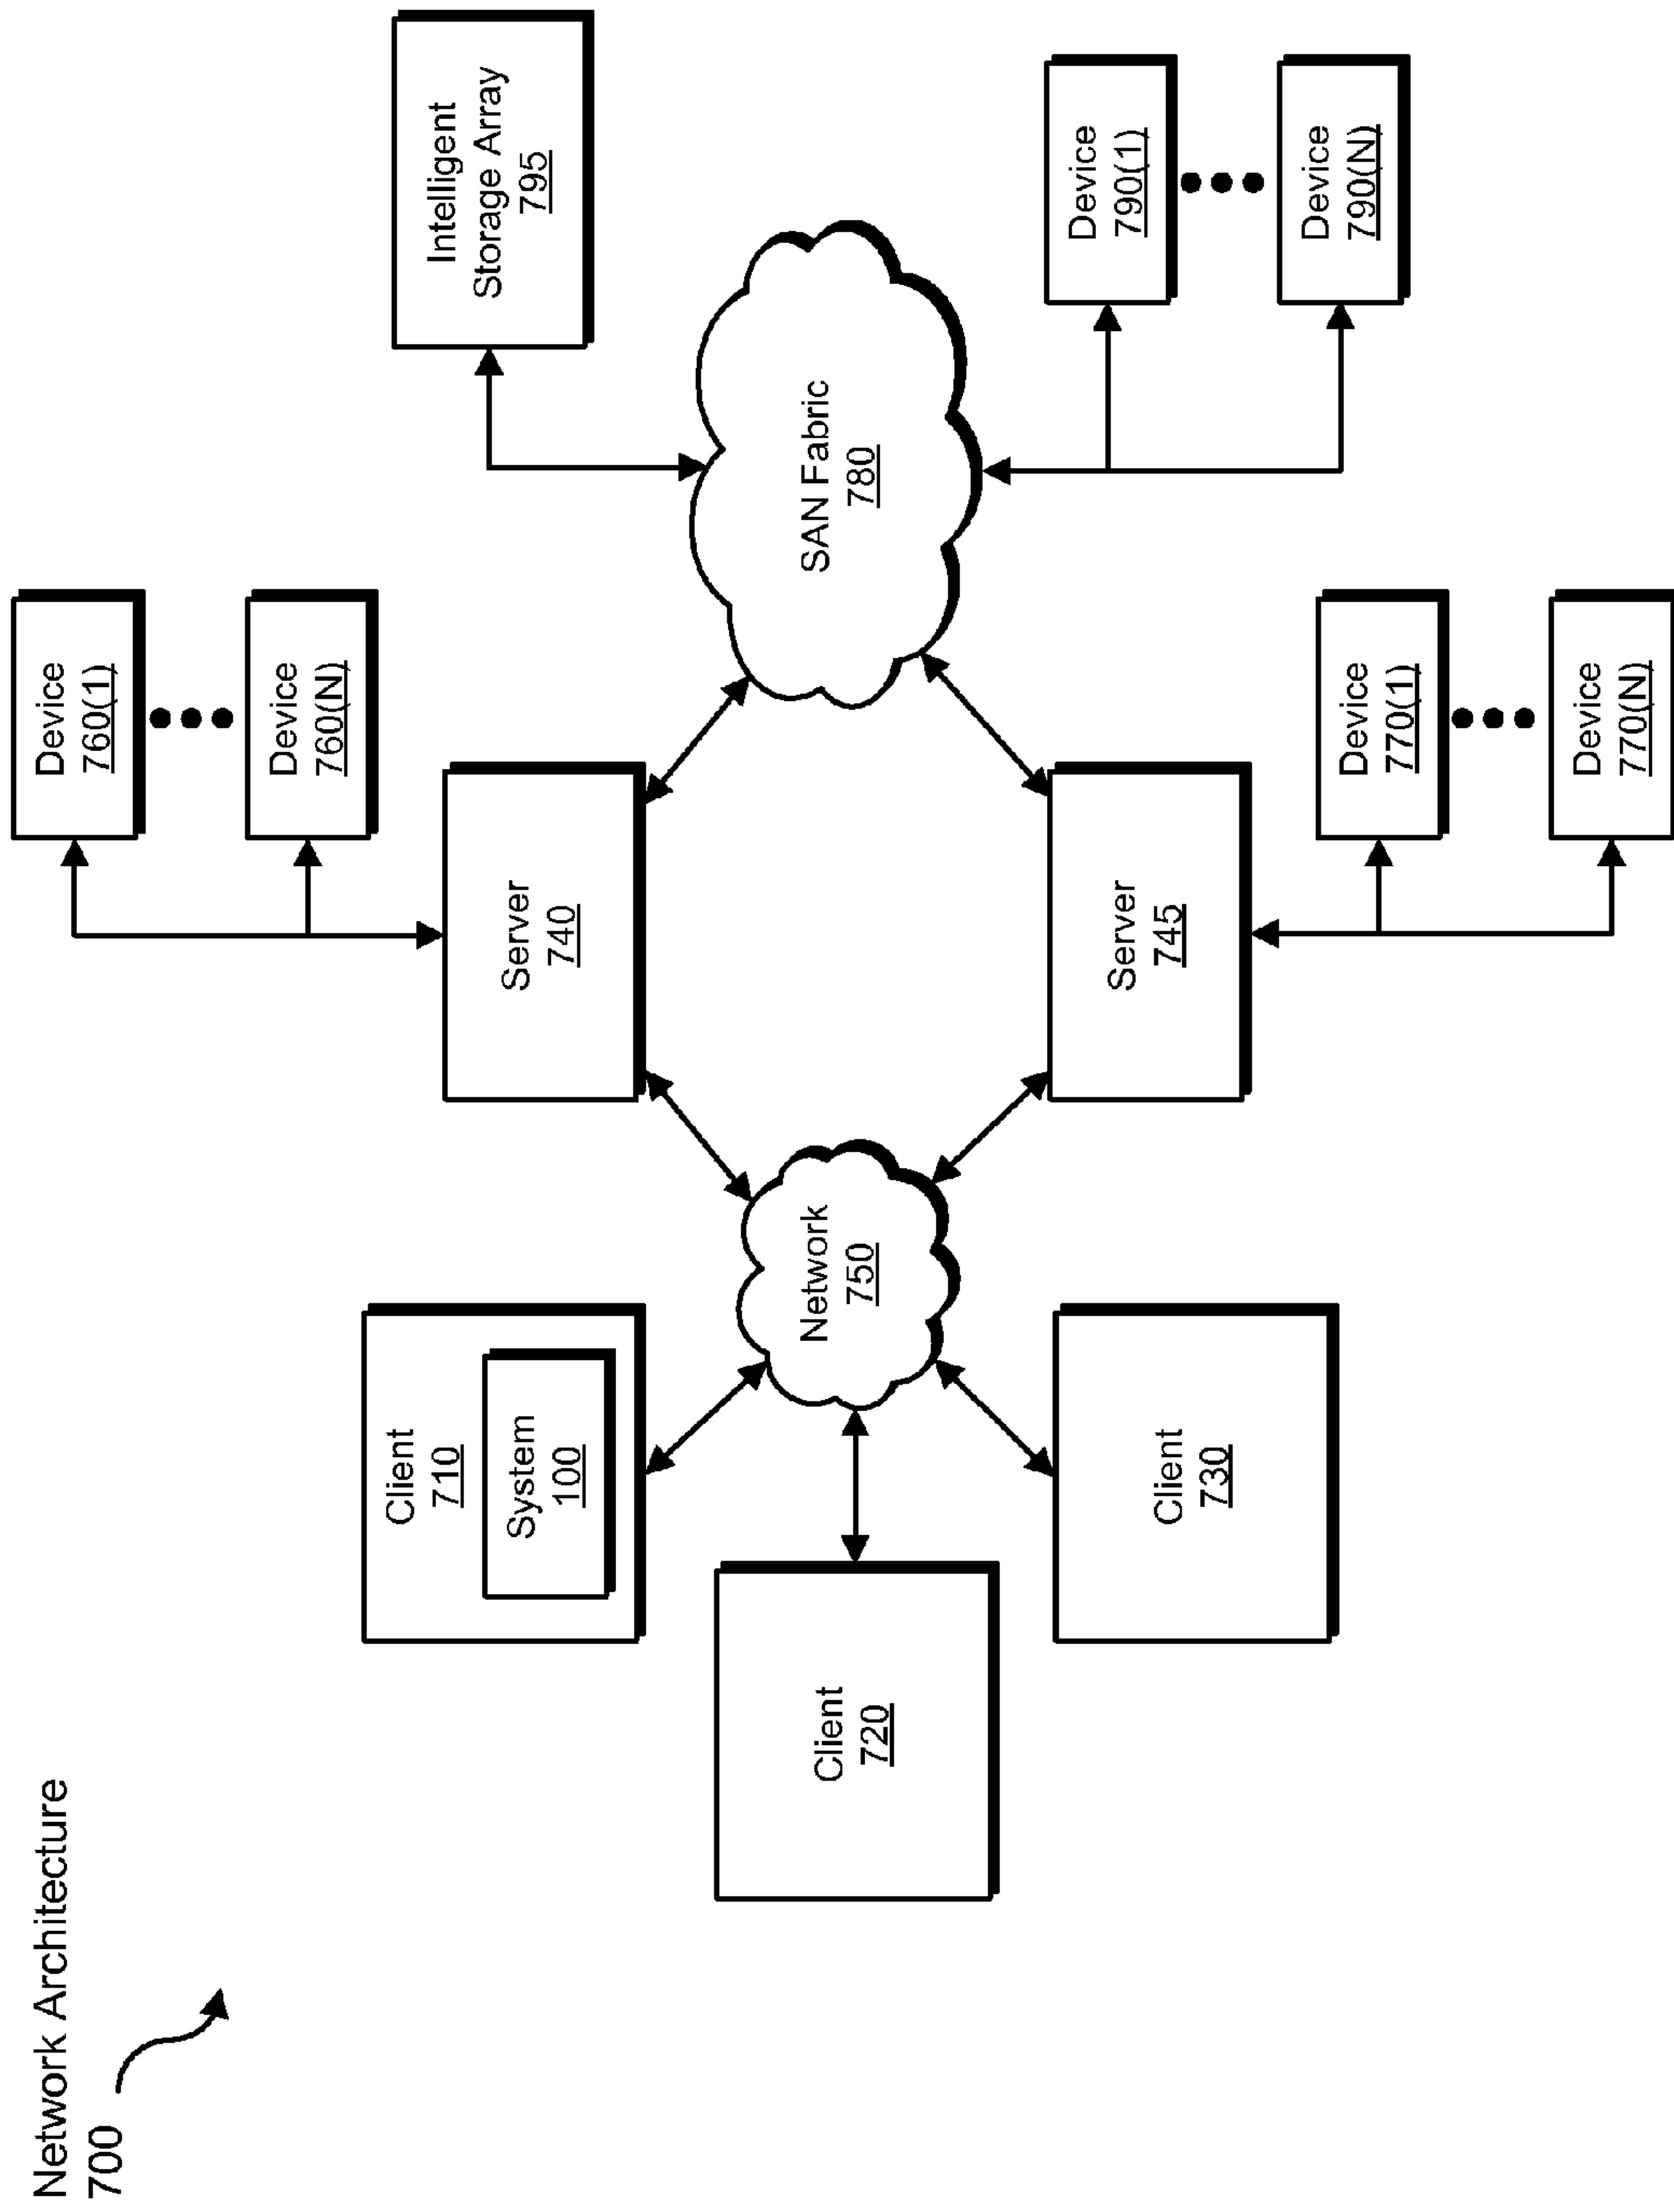 Network Architecture
700
Client
710
System
100
Client
720
Client
730
Network
750
Server
740
Server
745
Device
760(1)
Device
760(N)
Device
770(1)
Device
770(N)
SAN Fabric
780
Intelligent
Storage Array
795
Device
790(1)
Device
790(N)